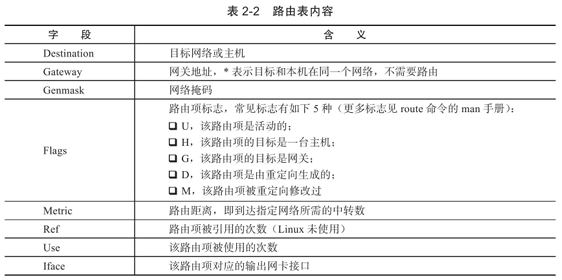 表 2-2 路由表内容
字 段 含 义
Destination 目标网络或主机
Gateway 网关地址，* 表示目标和本机在同一个网络，不需要路由
Genmask 网络掩码
Flags 路由项标志，常见标志有如下 5 种（更多标志见 route 命令的 man 手册）：
❑ U，该路由项是活动的；
❑ H，该路由项的目标是一台主机；
❑ G，该路由项的目标是网关；
❑ D，该路由项是由重定向生成的；
❑ M，该路由项被重定向修改过
Metric 路由距离，即到达指定网络所需的中转数
Ref 路由项被引用的次数（Linux 未使用）
Use 该路由项被使用的次数
Iface 该路由项对应的输出网卡接口